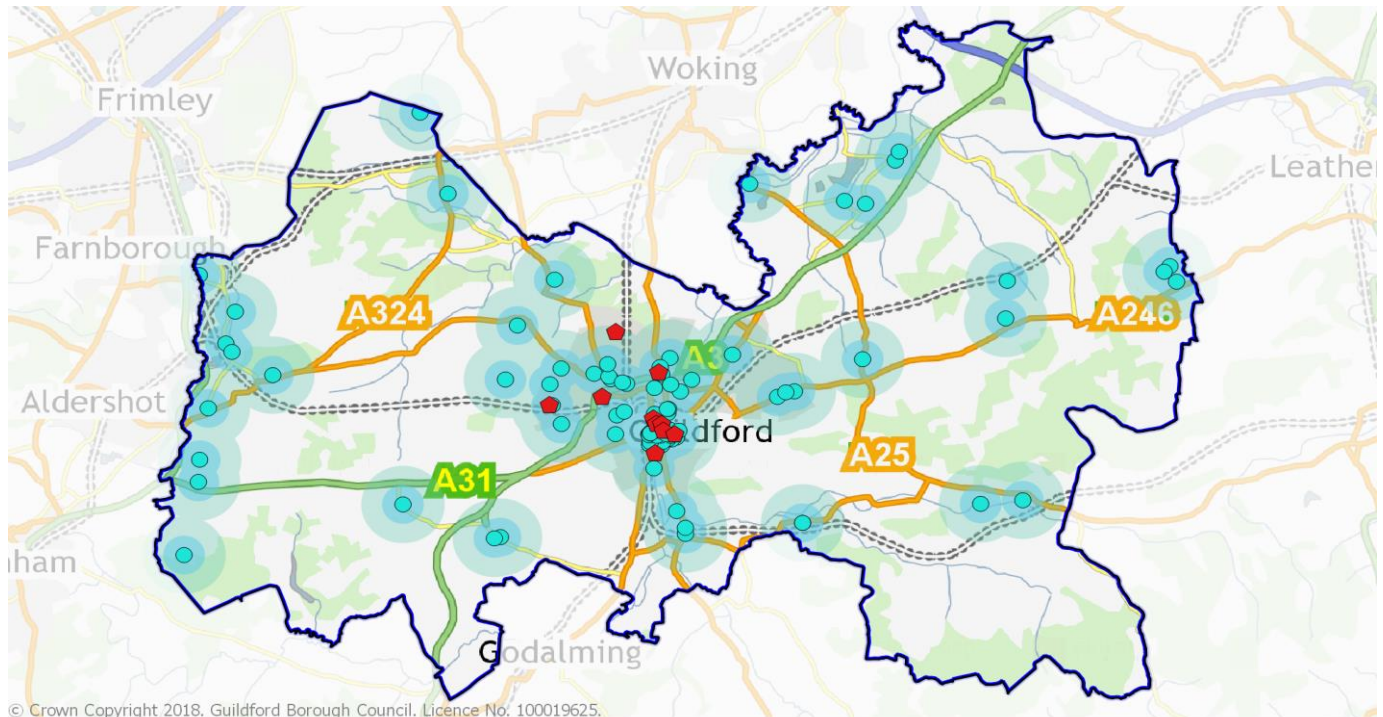 Woking
Frimley
Leather
Farnborough
A324
A246
A3
Aldershot
Guildford
A25
A31
nham
Godalming
© Crown Copyright 2018. Guildford Borough Council. Licence No. 100019625.